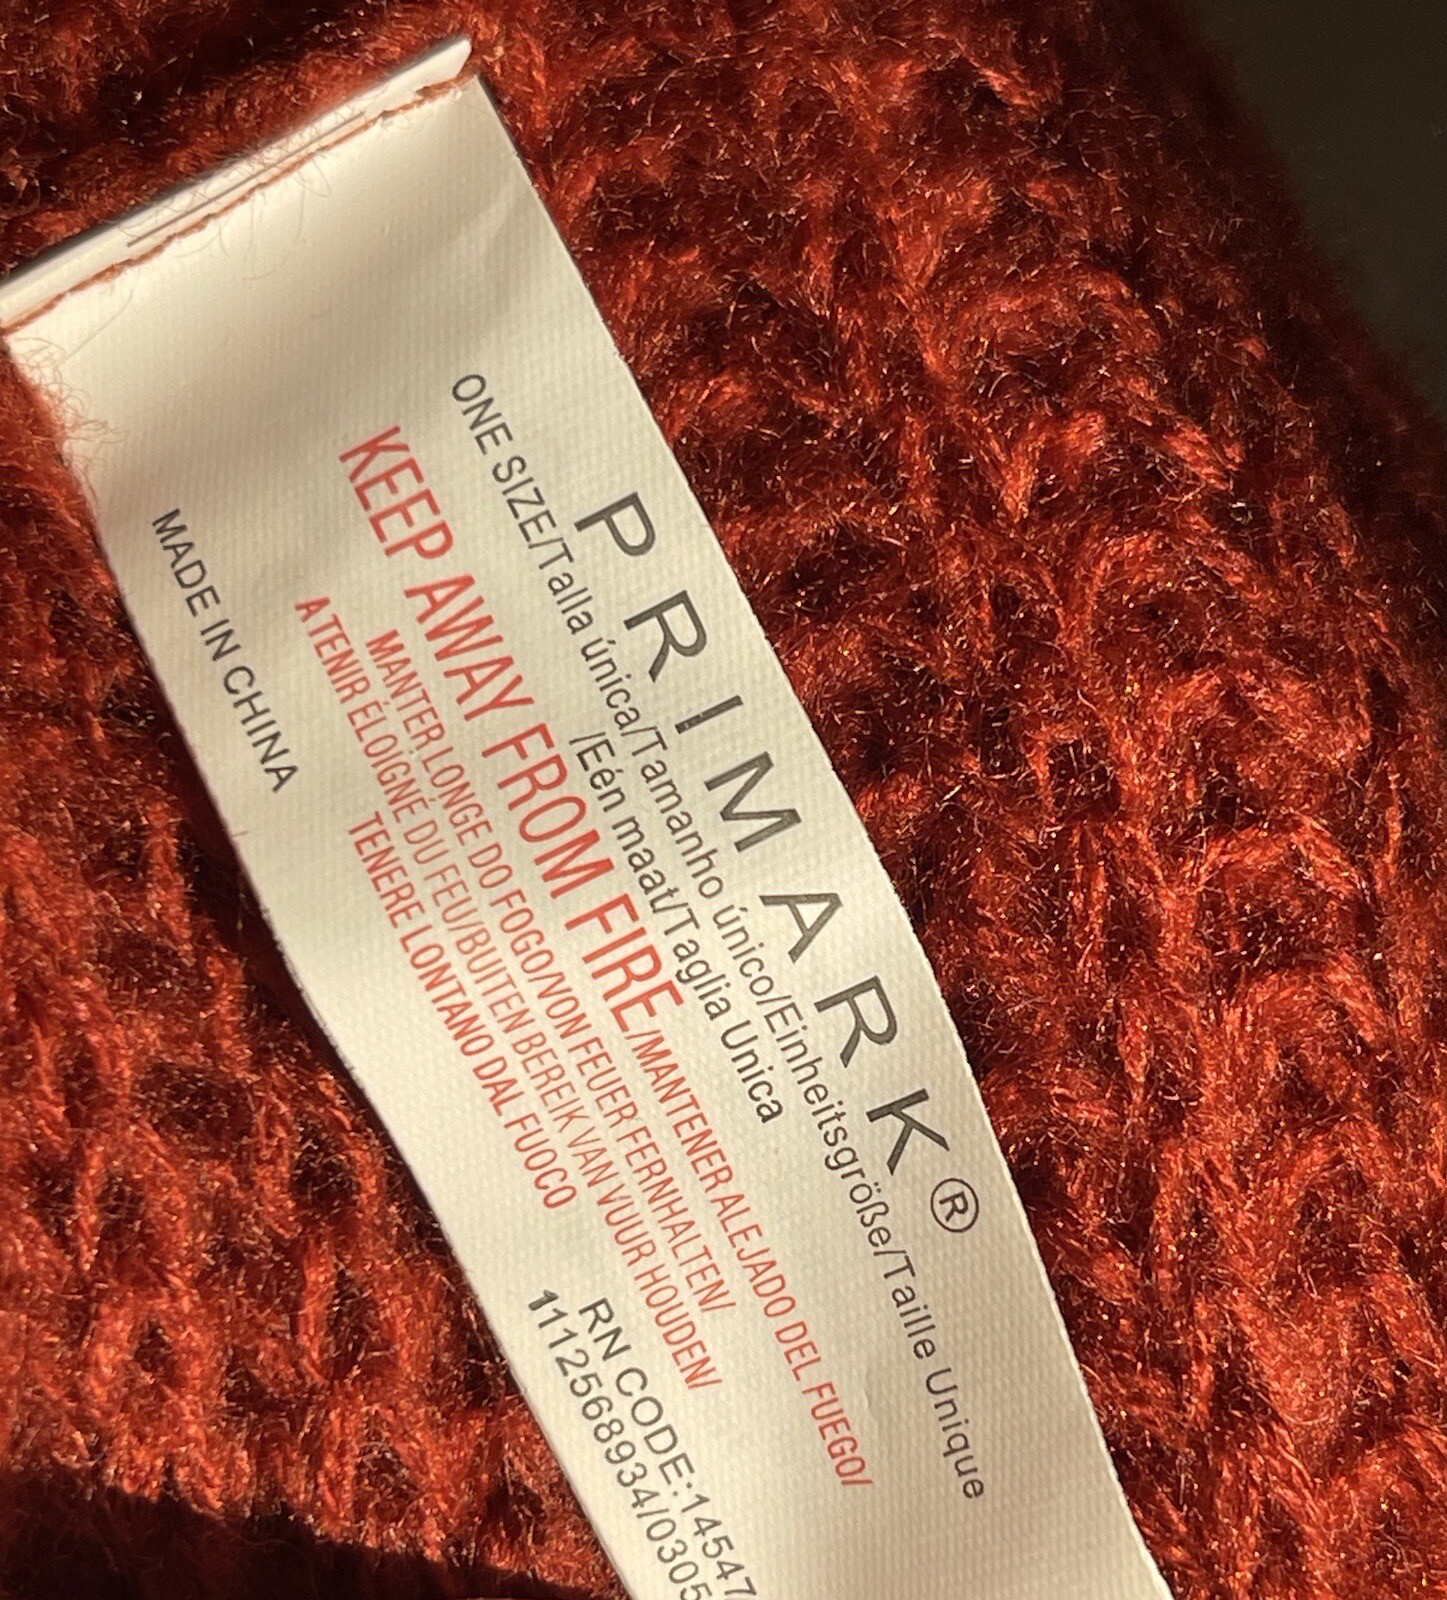 PRIMARK®
ONE SIZE/Talla única/Tamanho único/Einheitsgröße/Taille Unique
/Eén maat/Taglia Unica
KEEP AWAY FROM FIRE/MANTENER ALEJADO DEL FUEGO/
MANTER LONGE DO FOGO/VON FEUER FERNHALTEN/
A TENIR ÉLOIGNÉ DU FEU/BUITEN BEREIK VAN VUUR HOUDEN/
TENERE LONTANO DAL FUOCO
RN CODE:14547
1112568934/0305
MADE IN CHINA